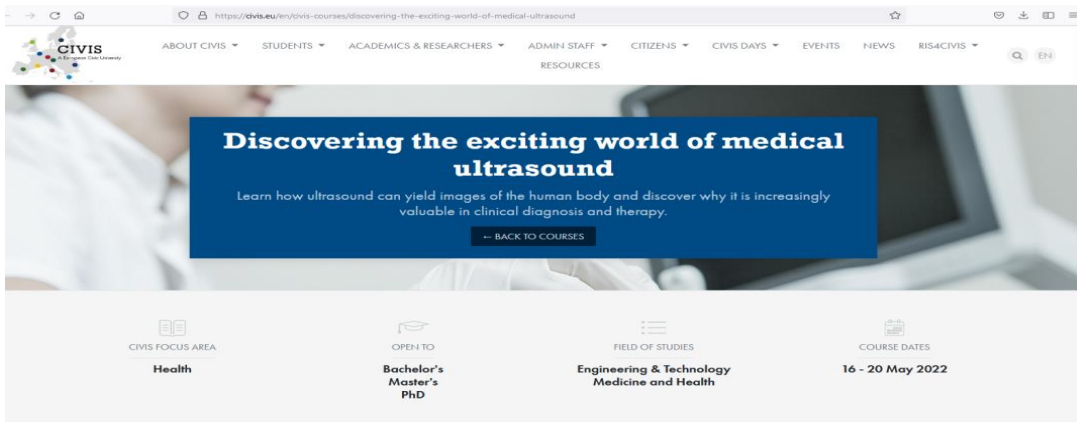 https://civis.eu/en/civis-courses/discovering-the-exciting-world-of-medical-ultrasound
CIVIS
A European Civic University
ABOUT CIVIS
STUDENTS
ACADEMICS & RESEARCHERS
ADMIN STAFF
CITIZENS
CIVIS DAYS
EVENTS
NEWS
RIS4CIVIS
RESOURCES
EN
Discovering the exciting world of medical
ultrasound
Learn how ultrasound can yield images of the human body and discover why it is increasingly
valuable in clinical diagnosis and therapy.
← BACK TO COURSES
CIVIS FOCUS AREA
Health
OPEN TO
Bachelor's
Master's
PhD
FIELD OF STUDIES
Engineering & Technology
Medicine and Health
COURSE DATES
16 - 20 May 2022